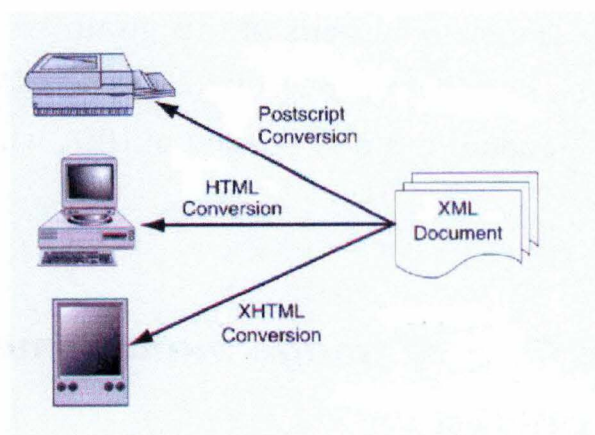 Postscript
Conversion
HTML
Conversion
XML
Document
XHTML
Conversion